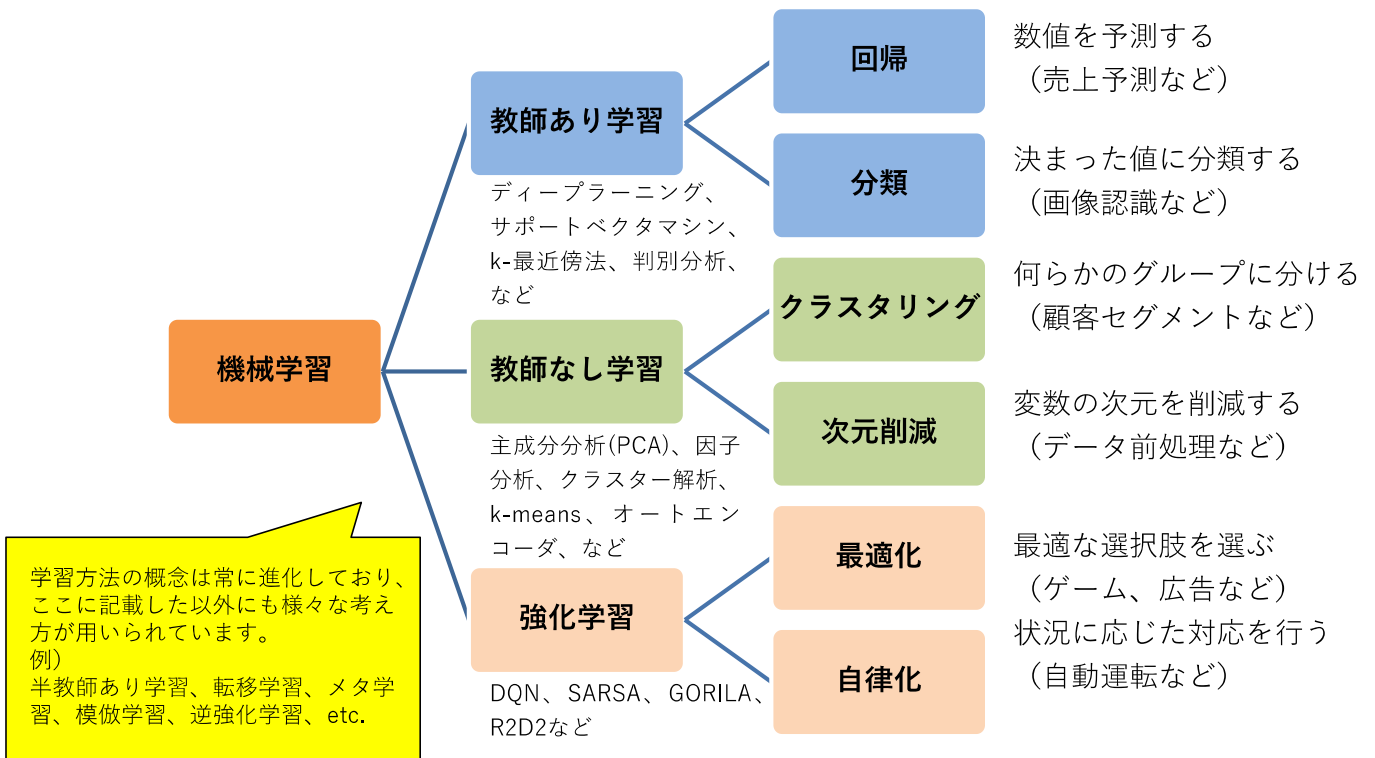 機械学習
教師あり学習
ディープラーニング、
サポートベクタマシン、
k-最近傍法、判別分析、
など
回帰
数値を予測する
（売上予測など）
分類
決まった値に分類する
（画像認識など）
教師なし学習
主成分分析(PCA)、因子
分析、クラスター解析、
k-means、オートエン
コーダ、など
クラスタリング
何らかのグループに分ける
（顧客セグメントなど）
次元削減
変数の次元を削減する
（データ前処理など）
強化学習
DQN、SARSA、GORILA、
R2D2など
最適化
最適な選択肢を選ぶ
（ゲーム、広告など）
自律化
状況に応じた対応を行う
（自動運転など）
学習方法の概念は常に進化しており、
ここに記載した以外にも様々な考え
方が用いられています。
例）
半教師あり学習、転移学習、メタ学
習、模倣学習、逆強化学習、etc.